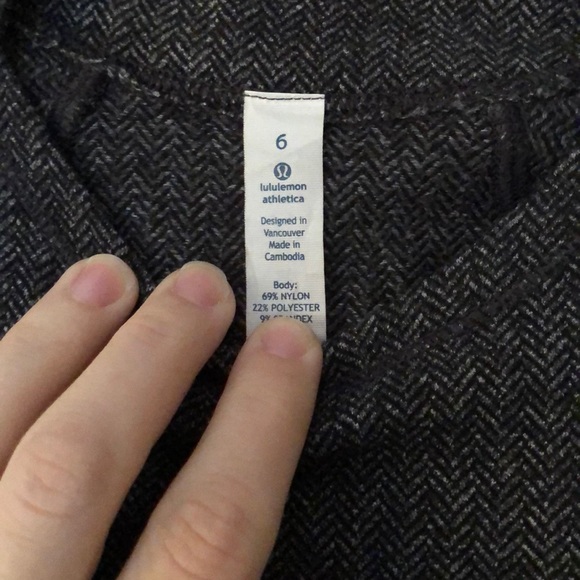 6
lululemon
athletica
Designed in
Vancouver
Made in
Cambodia
Body:
69% NYLON
22% POLYESTER
9%